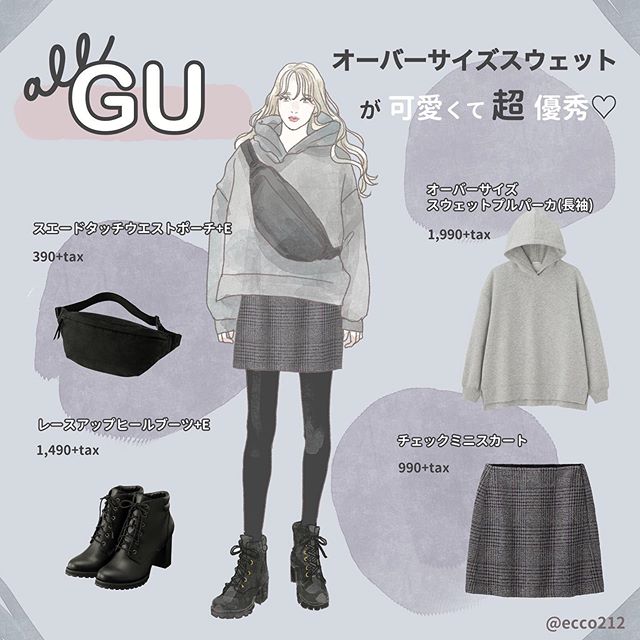 all
GU
オーバーサイズスウェット
が 可愛くて 超 優秀♡
オーバーサイズ
スウェットプルパーカ(長袖)
1,990+tax
スエードタッチウエストポーチ+E
390+tax
レースアップヒールブーツ+E
1,490+tax
チェックミニスカート
990+tax
@ecco212